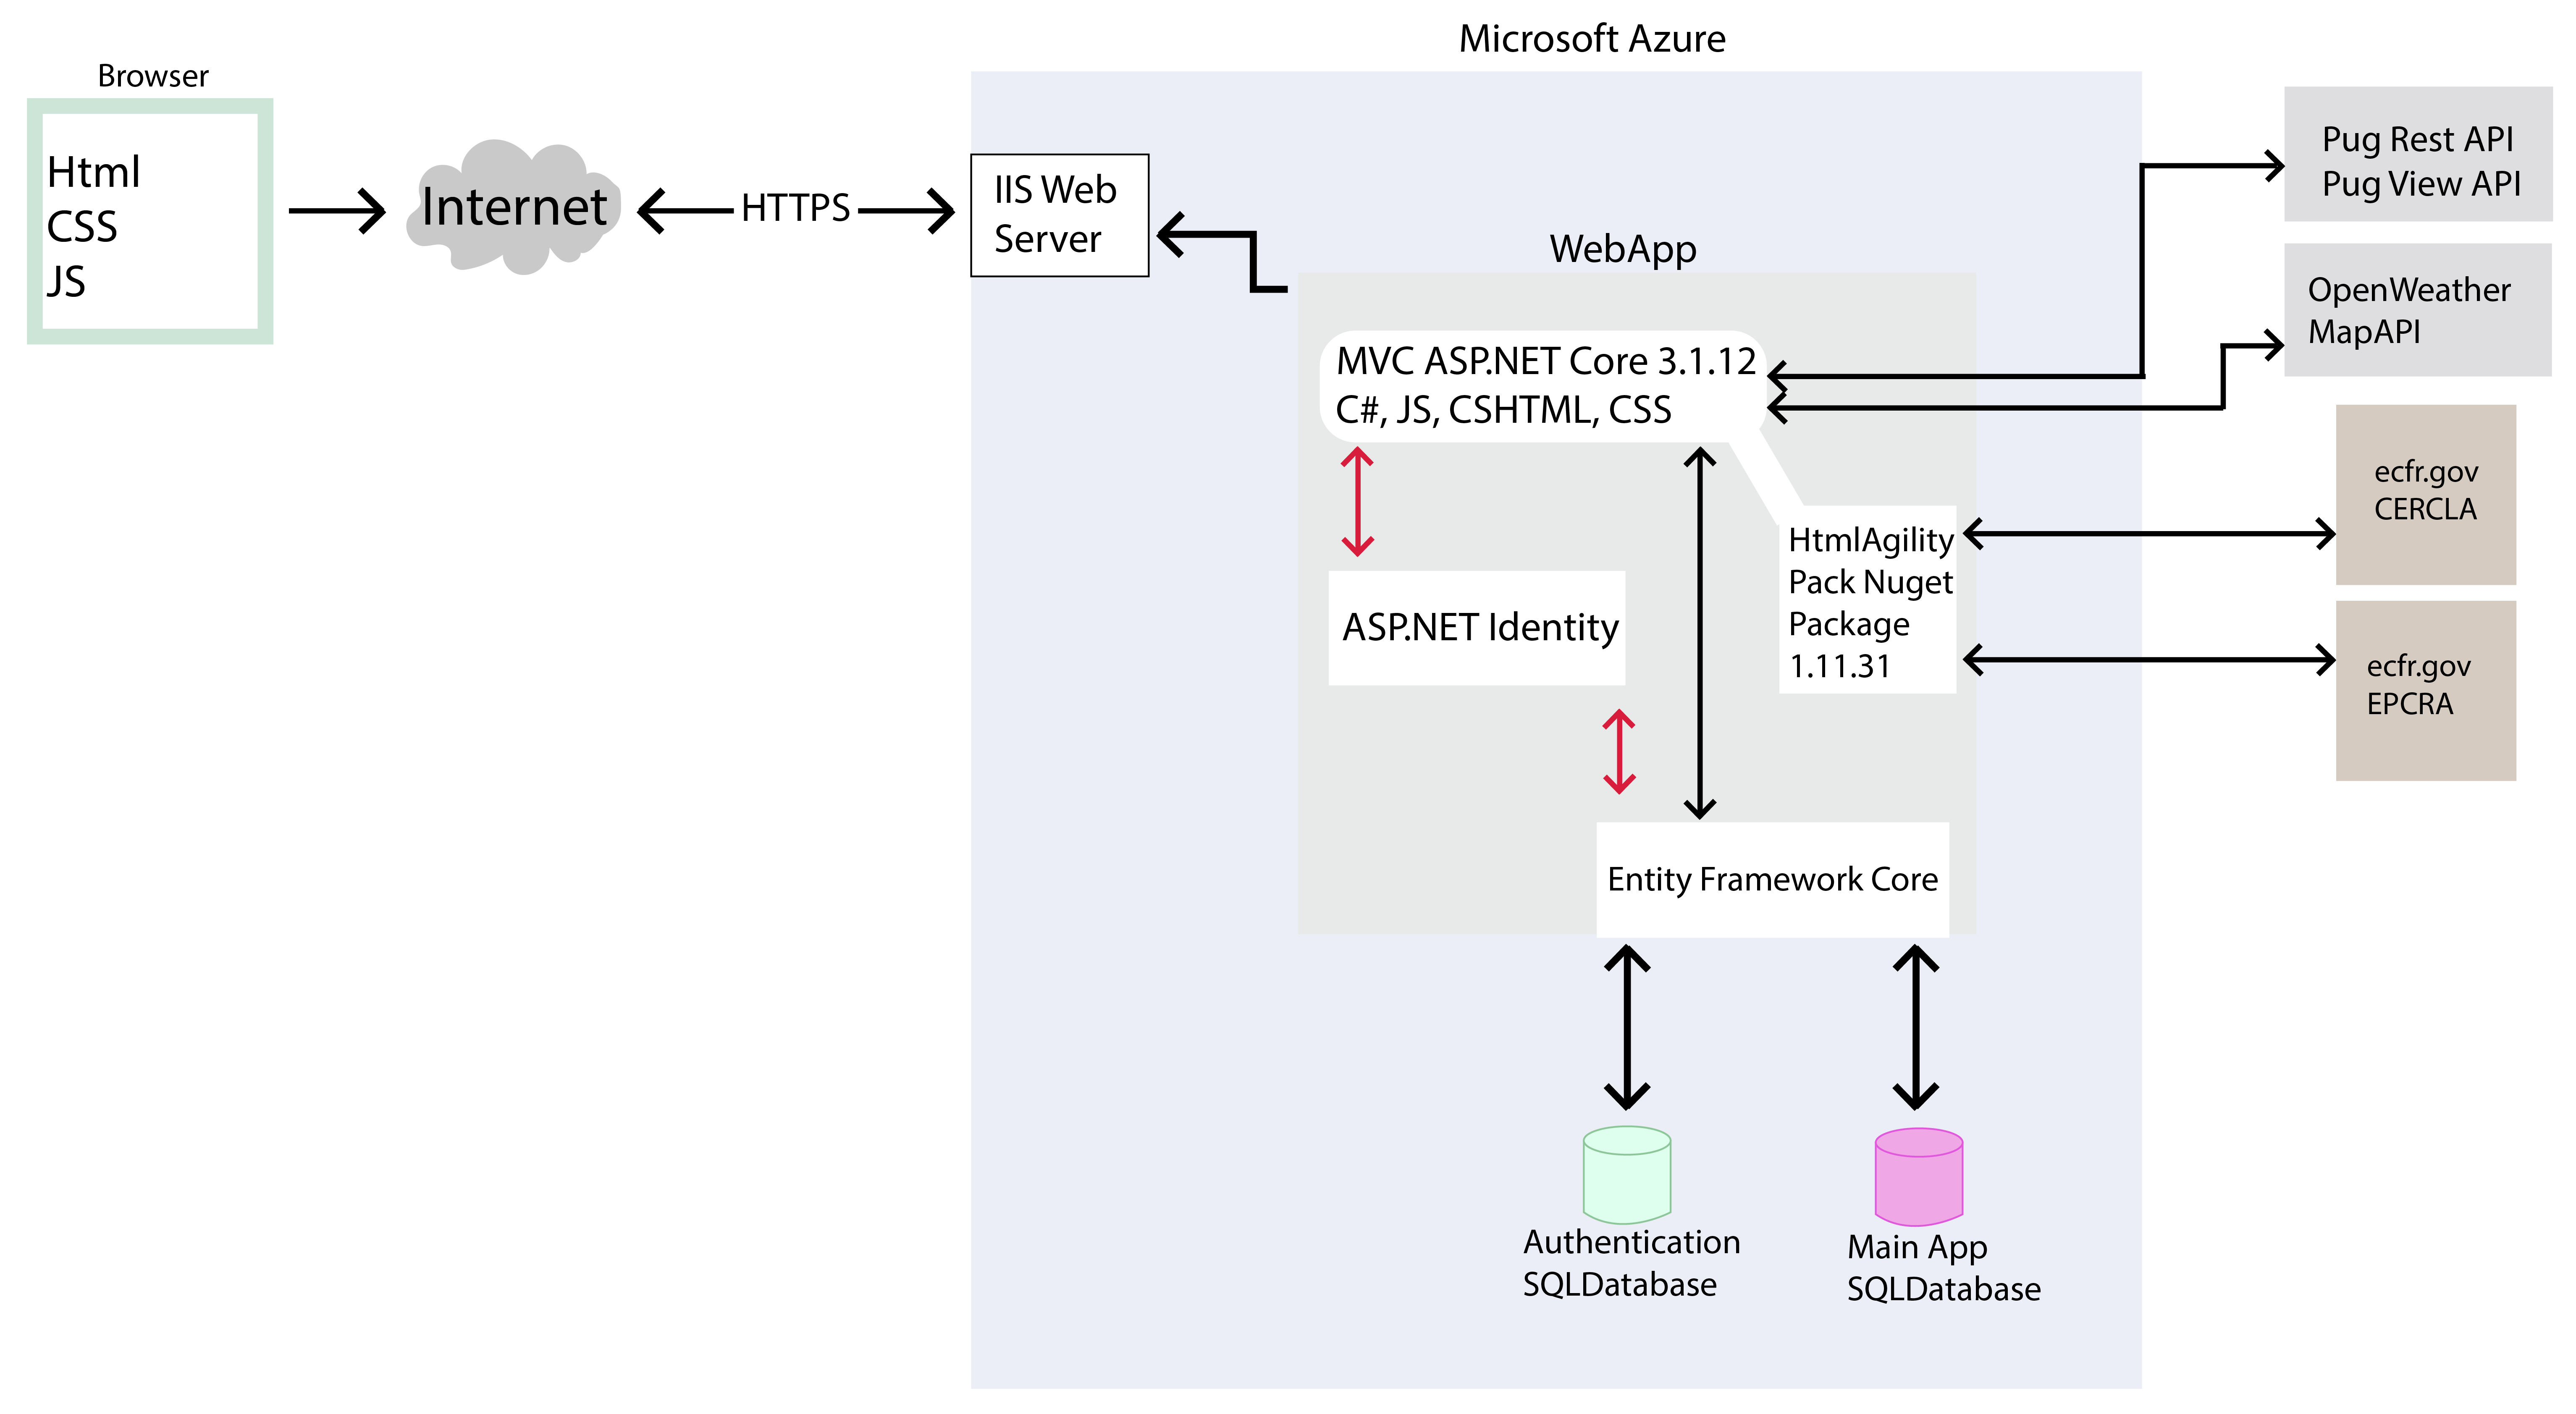 Microsoft Azure
Browser
Html
CSS
JS
Internet
HTTPS
IIS Web
Server
WebApp
MVC ASP.NET Core 3.1.12
C#, JS, CSHTML, CSS
ASP.NET Identity
HtmlAgility
Pack Nuget
Package
1.11.31
Entity Framework Core
Authentication
SQLDatabase
Main App
SQLDatabase
Pug Rest API
Pug View API
OpenWeather
MapAPI
ecfr.gov
CERCLA
ecfr.gov
EPCRA